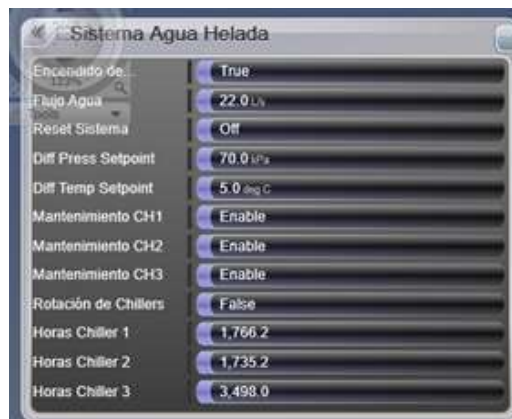 Sistema Agua Helada
Encendido de... True
Flujo Agua 22.0 L/s
Reset Sistema Off
Diff Press Setpoint 70.0 kPa
Diff Temp Setpoint 5.0 deg C
Mantenimiento CH1 Enable
Mantenimiento CH2 Enable
Mantenimiento CH3 Enable
Rotación de Chillers False
Horas Chiller 1 1,766.2
Horas Chiller 2 1,735.2
Horas Chiller 3 3,498.0